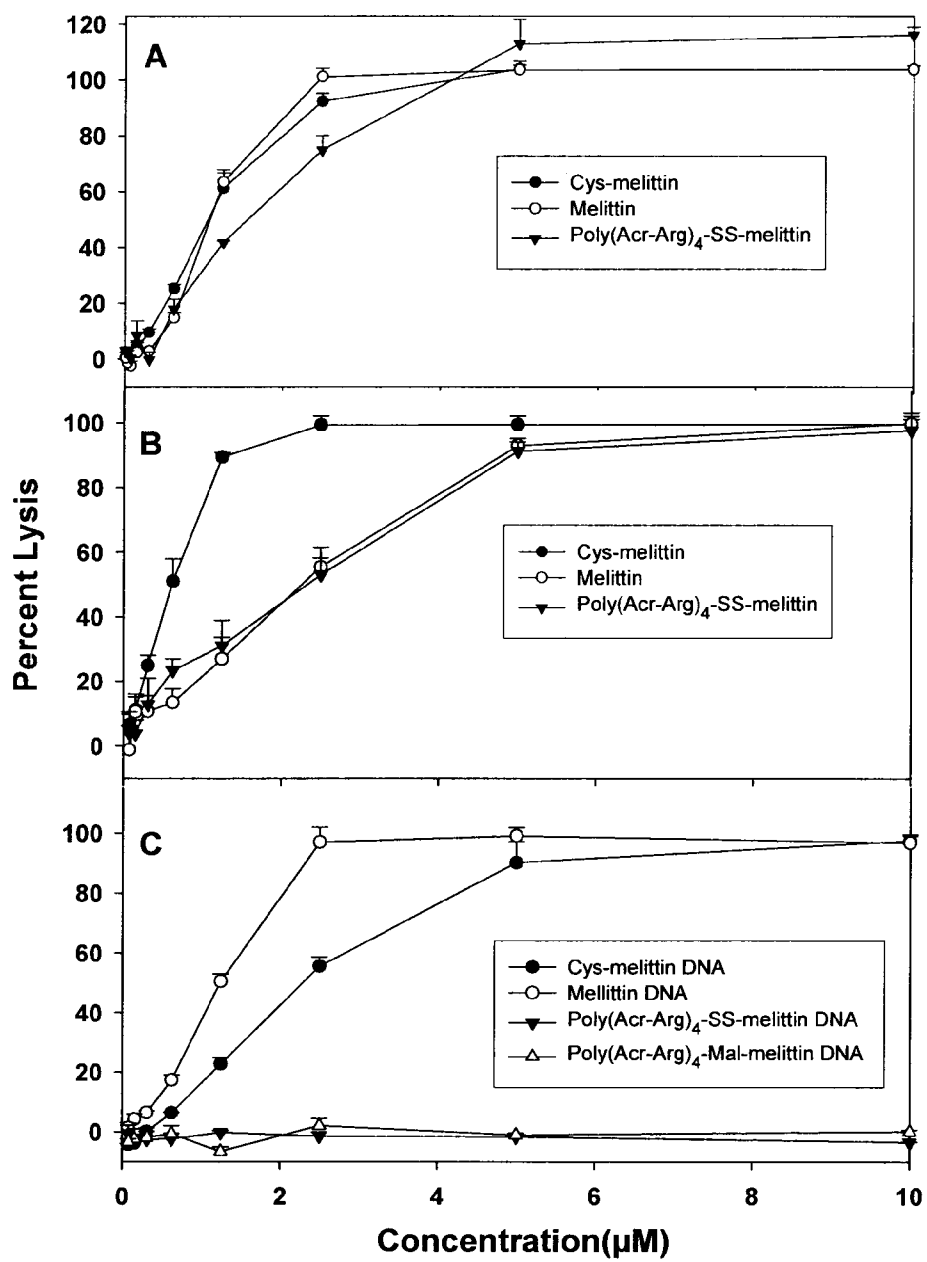 A
120
100
80
60
40
20
0
Cys-melittin
Melittin
Poly(Acr-Arg)4-SS-melittin
B
100
80
60
40
20
0
Cys-melittin
Melittin
Poly(Acr-Arg)4-SS-melittin
Percent Lysis
C
100
80
60
40
20
0
Cys-melittin DNA
Mellittin DNA
Poly(Acr-Arg)4-SS-melittin DNA
Poly(Acr-Arg)4-Mal-melittin DNA
0 2 4 6 8 10
Concentration(µM)